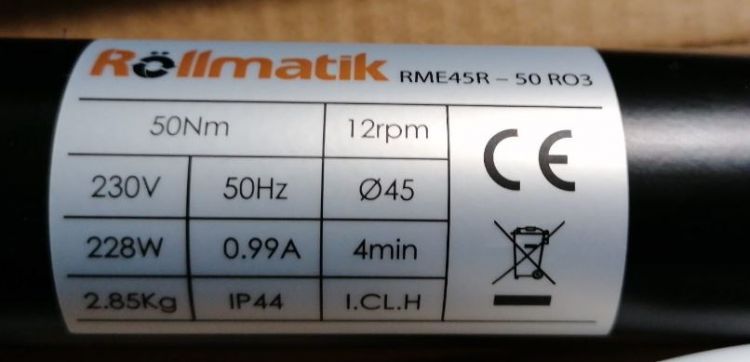 Röllmatik RME45R – 50 RO3
50Nm 12rpm
230V 50Hz Ø45
228W 0.99A 4min
2.85Kg IP44 I.CL.H
CE